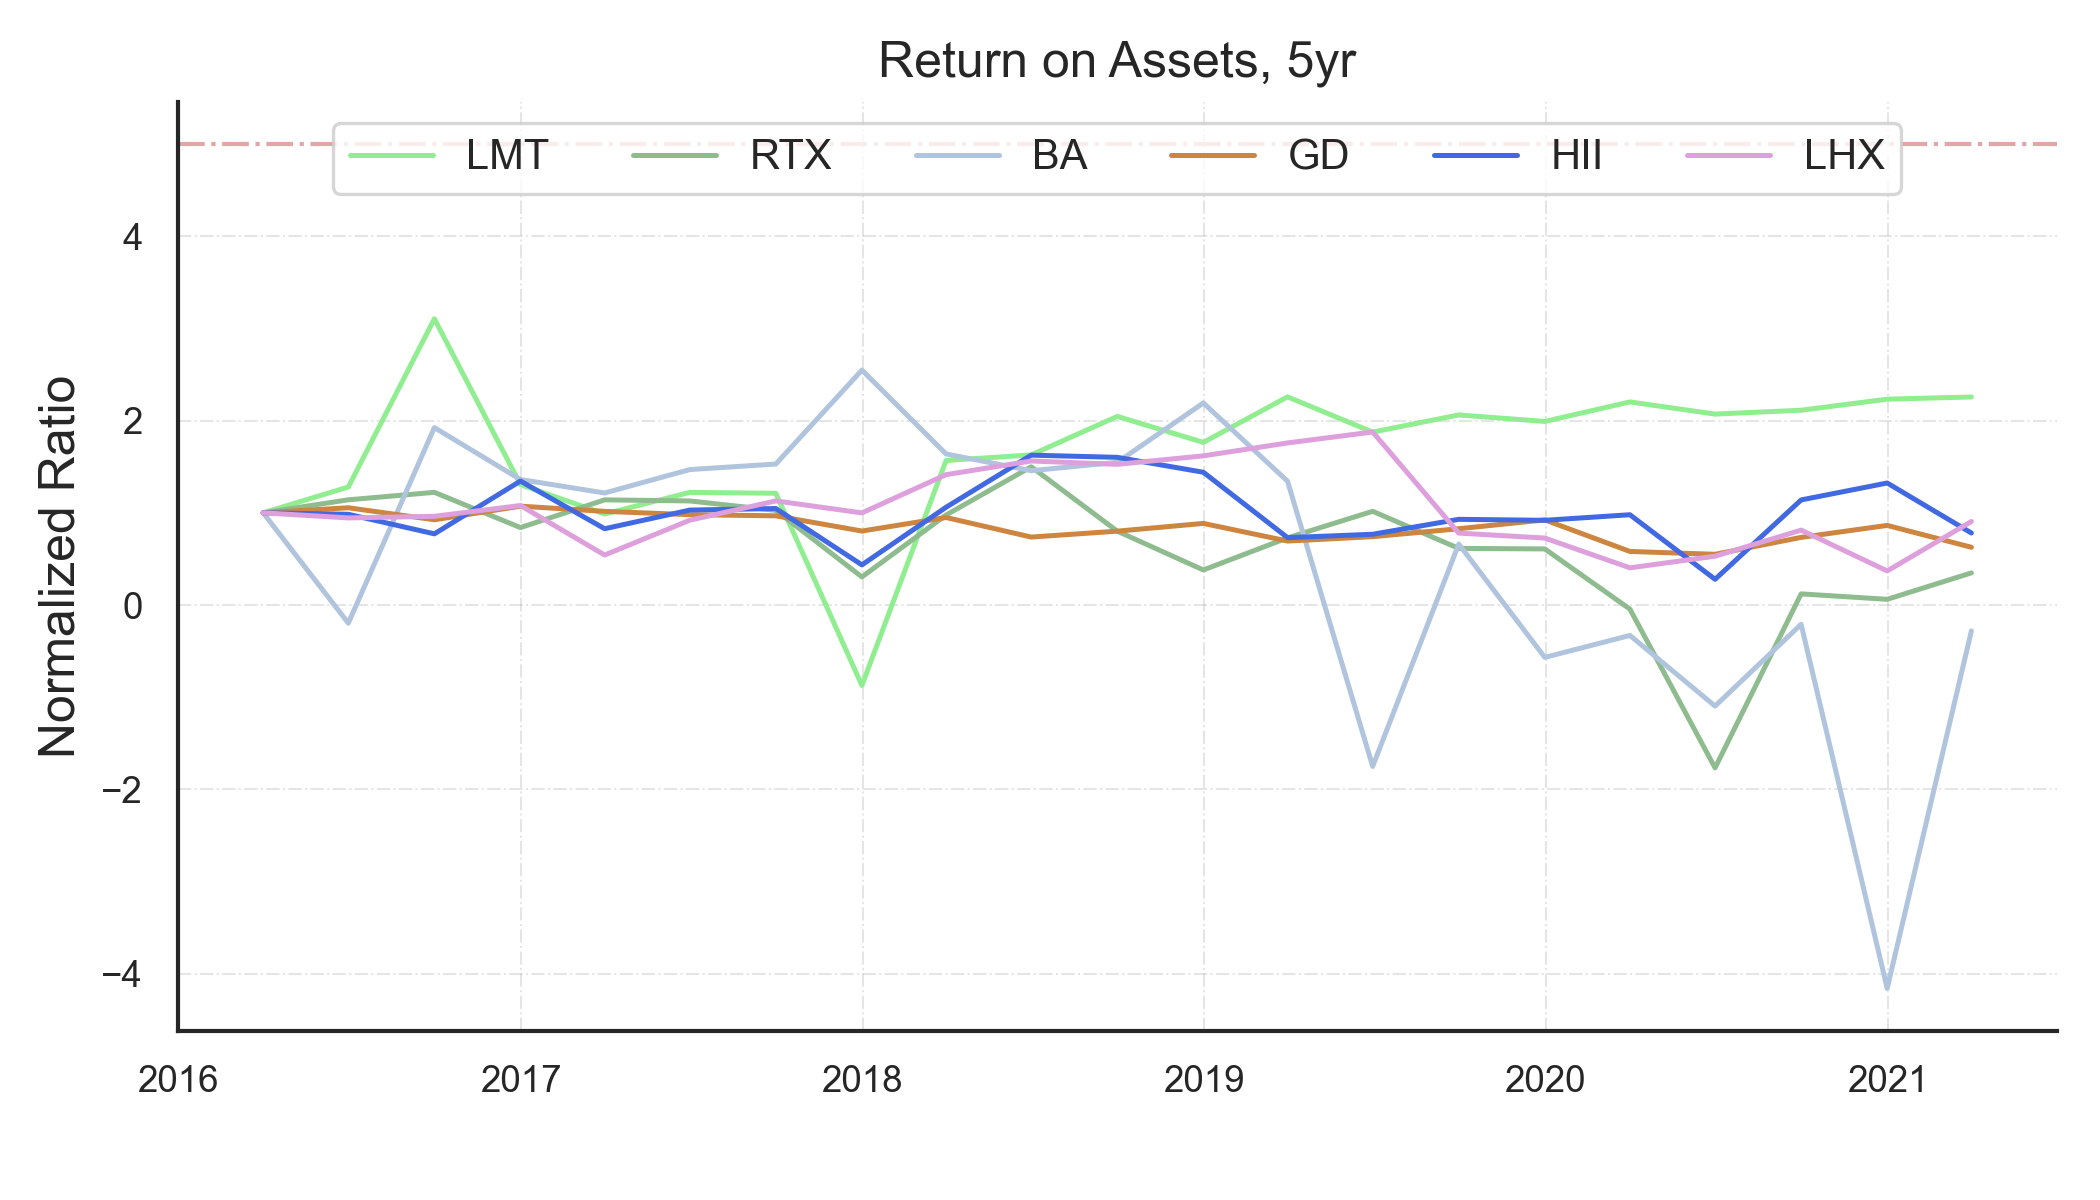 Return on Assets, 5yr
LMT RTX BA GD HII LHX
Normalized Ratio
4
2
0
−2
−4
2016 2017 2018 2019 2020 2021